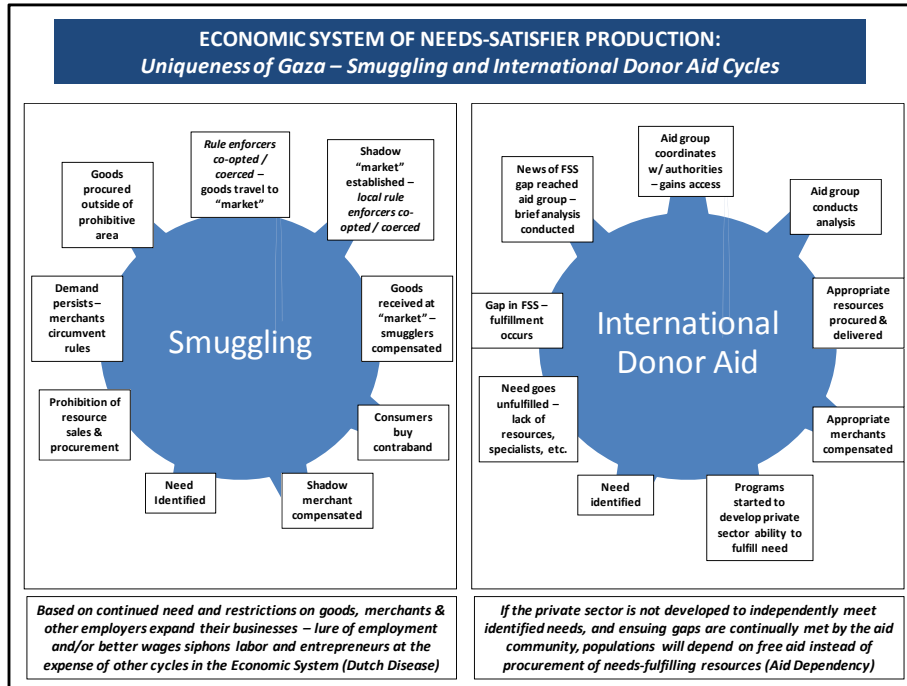 ECONOMIC SYSTEM OF NEEDS-SATISFIER PRODUCTION:
Uniqueness of Gaza – Smuggling and International Donor Aid Cycles
Smuggling
Need
Identified
Prohibition of
resource
sales &
procurement
Demand
persists –
merchants
circumvent
rules
Goods
procured
outside of
prohibitive
area
Rule enforcers
co-opted /
coerced –
goods travel to
“market”
Shadow
“market”
established –
local rule
enforcers co-
opted / coerced
Goods
received at
“market” –
smugglers
compensated
Consumers
buy
contraband
Shadow
merchant
compensated
Based on continued need and restrictions on goods, merchants &
other employers expand their businesses – lure of employment
and/or better wages siphons labor and entrepreneurs at the
expense of other cycles in the Economic System (Dutch Disease)
International
Donor Aid
Need
identified
Need goes
unfulfilled –
lack of
resources,
specialists, etc.
Gap in FSS –
fulfillment
occurs
News of FSS
gap reached
aid group –
brief analysis
conducted
Aid group
coordinates
w/ authorities
– gains access
Aid group
conducts
analysis
Appropriate
resources
procured &
delivered
Appropriate
merchants
compensated
Programs
started to
develop private
sector ability to
fulfill need
If the private sector is not developed to independently meet
identified needs, and ensuing gaps are continually met by the aid
community, populations will depend on free aid instead of
procurement of needs-fulfilling resources (Aid Dependency)